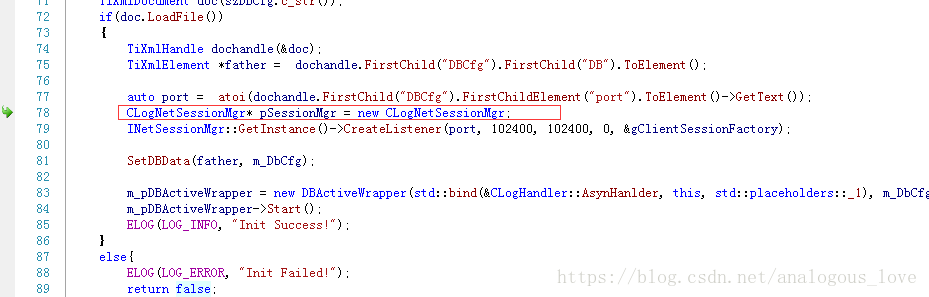 71 TiXmlDocument doc(szDBCfg.c_str());
72 if(doc.LoadFile())
73 {
74 TiXmlHandle dochandle(&doc);
75 TiXmlElement *father = dochandle.FirstChild("DBCfg").FirstChild("DB").ToElement();
76
77 auto port = atoi(dochandle.FirstChild("DBCfg").FirstChildElement("port").ToElement()->GetText());
78 CLogNetSessionMgr* pSessionMgr = new CLogNetSessionMgr;
79 INetSessionMgr::GetInstance()->CreateListener(port, 102400, 102400, 0, &gClientSessionFactory);
80
81 SetDBData(father, m_DbCfg);
82
83 m_pDBActiveWrapper = new DBActiveWrapper(std::bind(&CLogHandler::AsynHanlder, this, std::placeholders::_1), m_DbCfg
84 m_pDBActiveWrapper->Start();
85 ELOG(LOG_INFO, "Init Success!");
86 }
87 else{
88 ELOG(LOG_ERROR, "Init Failed!");
89 return false;
https://blog.csdn.net/analogous_love